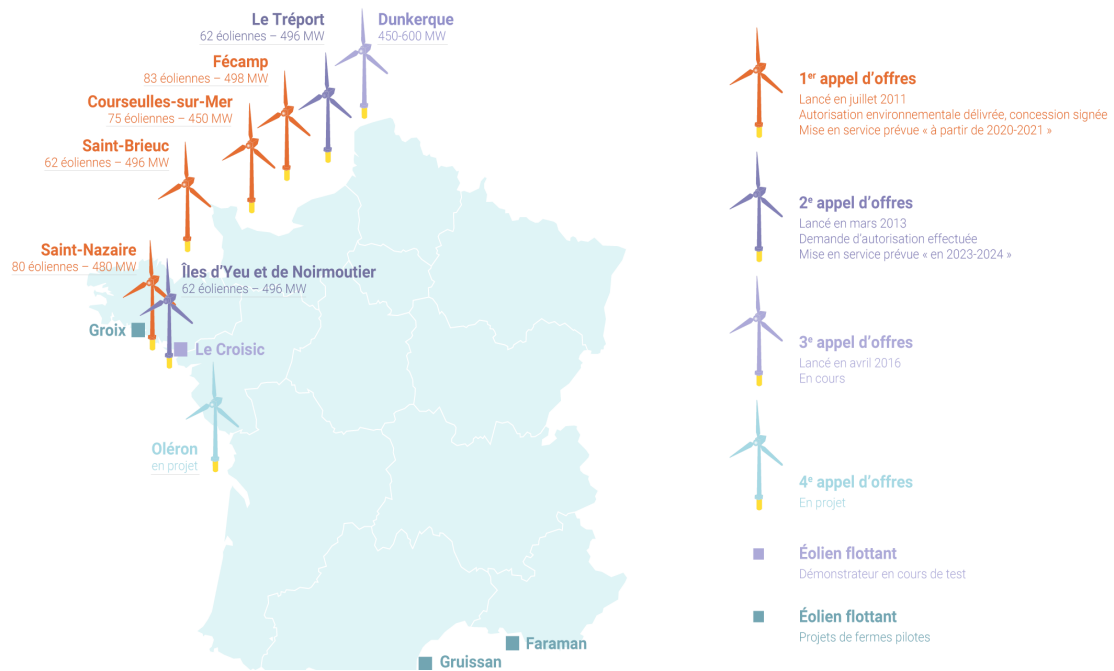 Le Tréport
62 éoliennes – 496 MW
Dunkerque
450-600 MW
Fécamp
83 éoliennes – 498 MW
Courseulles-sur-Mer
75 éoliennes – 450 MW
Saint-Brieuc
62 éoliennes – 496 MW
Saint-Nazaire
80 éoliennes – 480 MW
Îles d’Yeu et de Noirmoutier
62 éoliennes – 496 MW
Groix
Le Croisic
Oléron
en projet
Faraman
Gruissan
1er appel d’offres
Lancé en juillet 2011
Autorisation environnementale délivrée, concession signée
Mise en service prévue « à partir de 2020-2021 »
2e appel d’offres
Lancé en mars 2013
Demande d’autorisation effectuée
Mise en service prévue « en 2023-2024 »
3e appel d’offres
Lancé en avril 2016
En cours
4e appel d’offres
En projet
Éolien flottant
Démonstrateur en cours de test
Éolien flottant
Projets de fermes pilotes